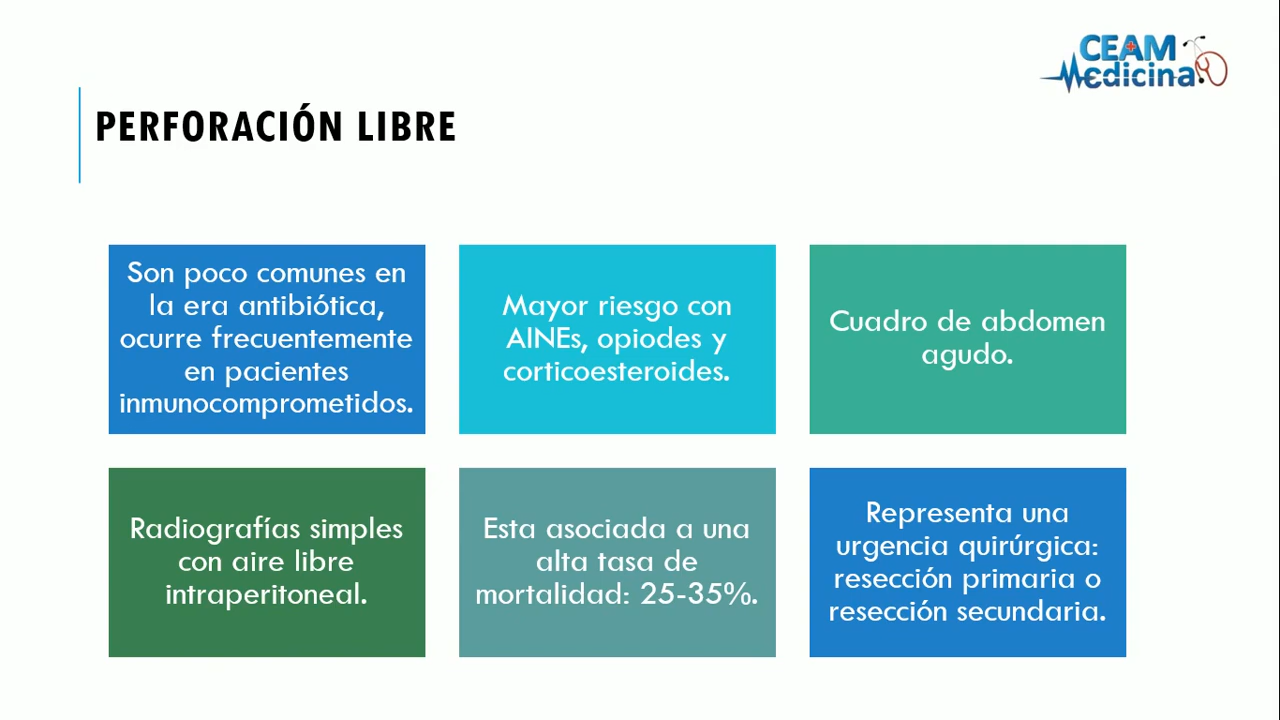 CEAM
Medicina
PERFORACIÓN LIBRE
Son poco comunes en
la era antibiótica,
ocurre frecuentemente
en pacientes
inmunocomprometidos.
Mayor riesgo con
AINEs, opiodes y
corticoesteroides.
Cuadro de abdomen
agudo.
Radiografías simples
con aire libre
intraperitoneal.
Esta asociada a una
alta tasa de
mortalidad: 25-35%.
Representa una
urgencia quirúrgica:
resección primaria o
resección secundaria.